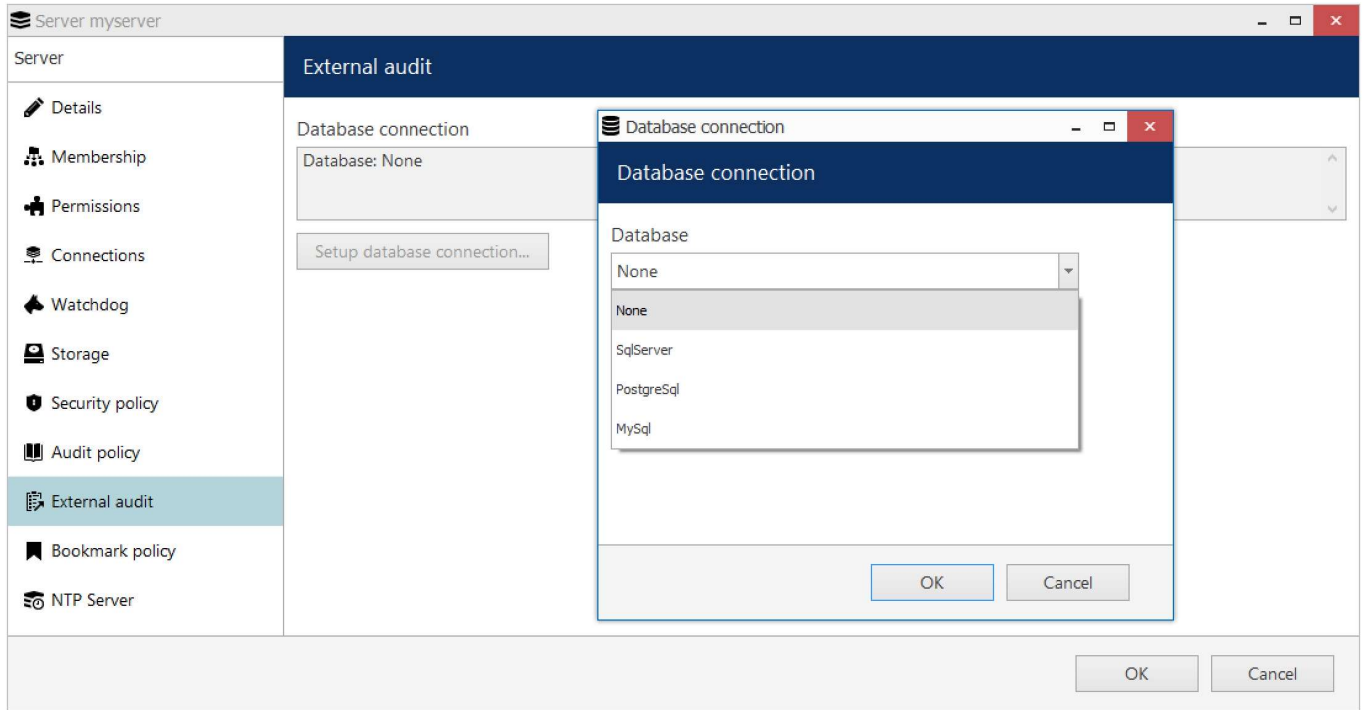 Server myserver
Server
Details
Membership
Permissions
Connections
Watchdog
Storage
Security policy
Audit policy
External audit
Bookmark policy
NTP Server
External audit
Database connection
Database: None
Setup database connection...
Database connection
Database connection
Database
None
None
SqlServer
PostgreSql
MySql
OK
Cancel
OK
Cancel